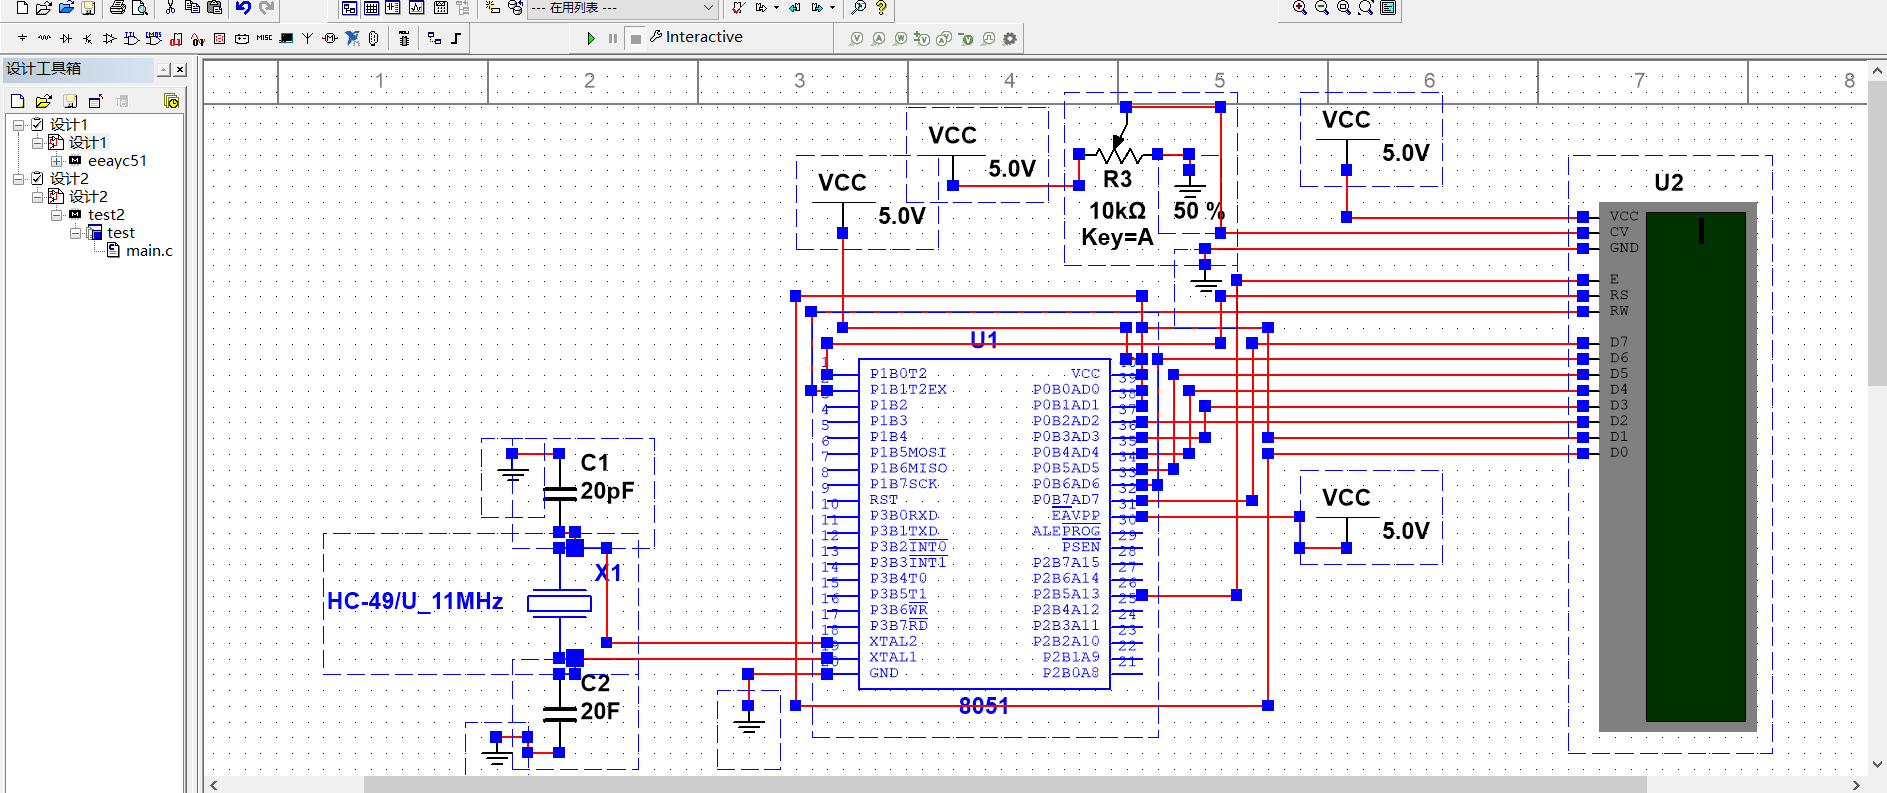 --- 在用列表 ---
MISC
Interactive
设计工具箱
1 2 3 4 5 6 7 8
设计1
设计1
eeayc51
设计2
设计2
test2
test
main.c
VCC
5.0V
VCC
5.0V
R3
10kΩ
50 %
Key=A
VCC
5.0V
U2
VCC
CV
GND
E
RS
RW
D7
D6
D5
D4
D3
D2
D1
D0
U1
1
P1B0T2 VCC
39
P1B1T2EX P0B0AD0
38
P1B2 P0B1AD1
4 37
P1B3 P0B2AD2
5 36
P1B4 P0B3AD3
6 35
P1B5MOSI P0B4AD4
7 34
P1B6MISO P0B5AD5
8 33
P1B7SCK P0B6AD6
9 32
RST P0B7AD7
10 31
P3B0RXD EAVPP
11 30
P3B1TXD ALEPROG
12 29
P3B2INT0 PSEN
13 28
P3B3INT1 P2B7A15
14 27
P3B4T0 P2B6A14
15 26
P3B5T1 P2B5A13
16 25
P3B6WR P2B4A12
17 24
P3B7RD P2B3A11
18 23
XTAL2 P2B2A10
22
XTAL1 P2B1A9
21
GND P2B0A8
8051
VCC
5.0V
C1
20pF
X1
HC-49/U_11MHz
C2
20F